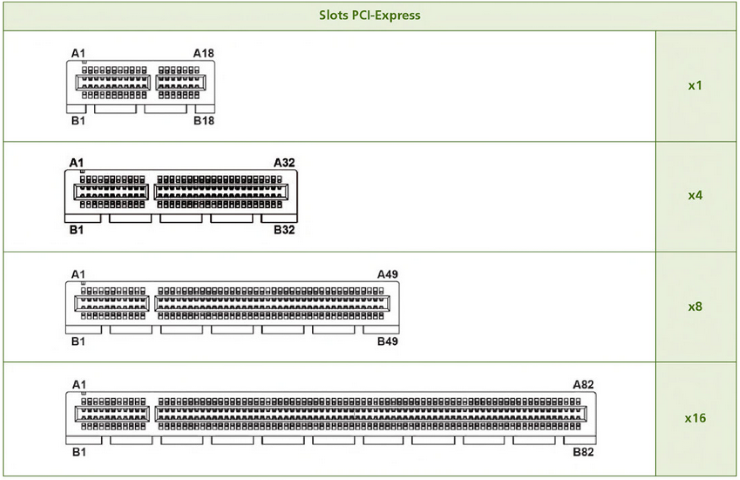 Slots PCI-Express
A1 A18
x1
B1 B18
A1 A32
x4
B1 B32
A1 A49
x8
B1 B49
A1 A82
x16
B1 B82